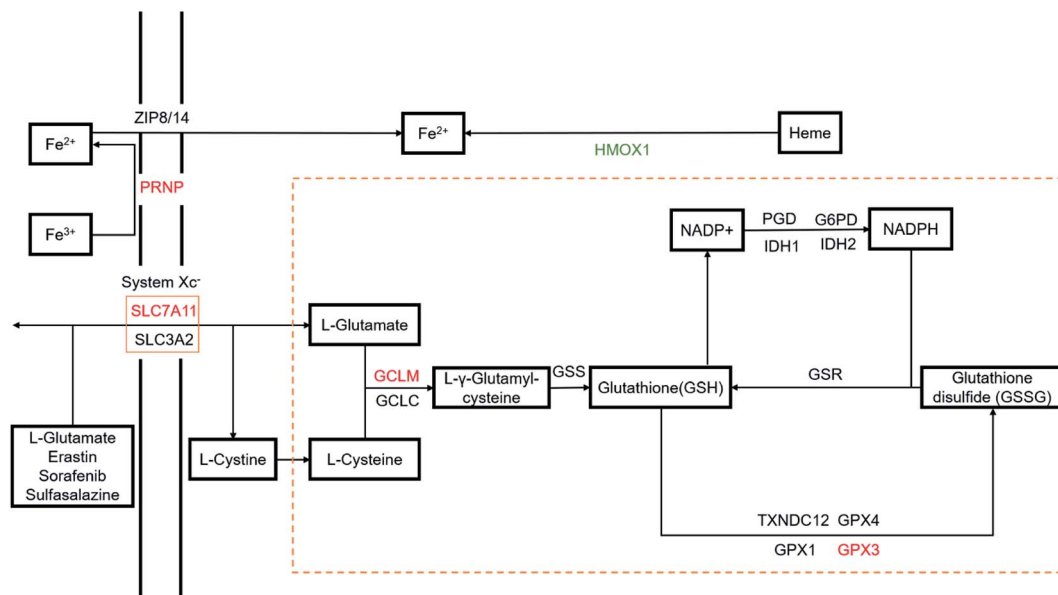 ZIP8/14
Fe²⁺
Fe²⁺
Heme
HMOX1
PRNP
Fe³⁺
NADP+
PGD G6PD
IDH1 IDH2
NADPH
System Xc⁻
SLC7A11
SLC3A2
L-Glutamate
GCLM
GCLC
L-γ-Glutamyl-
cysteine
GSS
Glutathione(GSH)
GSR
Glutathione
disulfide (GSSG)
L-Glutamate
Erastin
Sorafenib
Sulfasalazine
L-Cystine
L-Cysteine
TXNDC12 GPX4
GPX1 GPX3